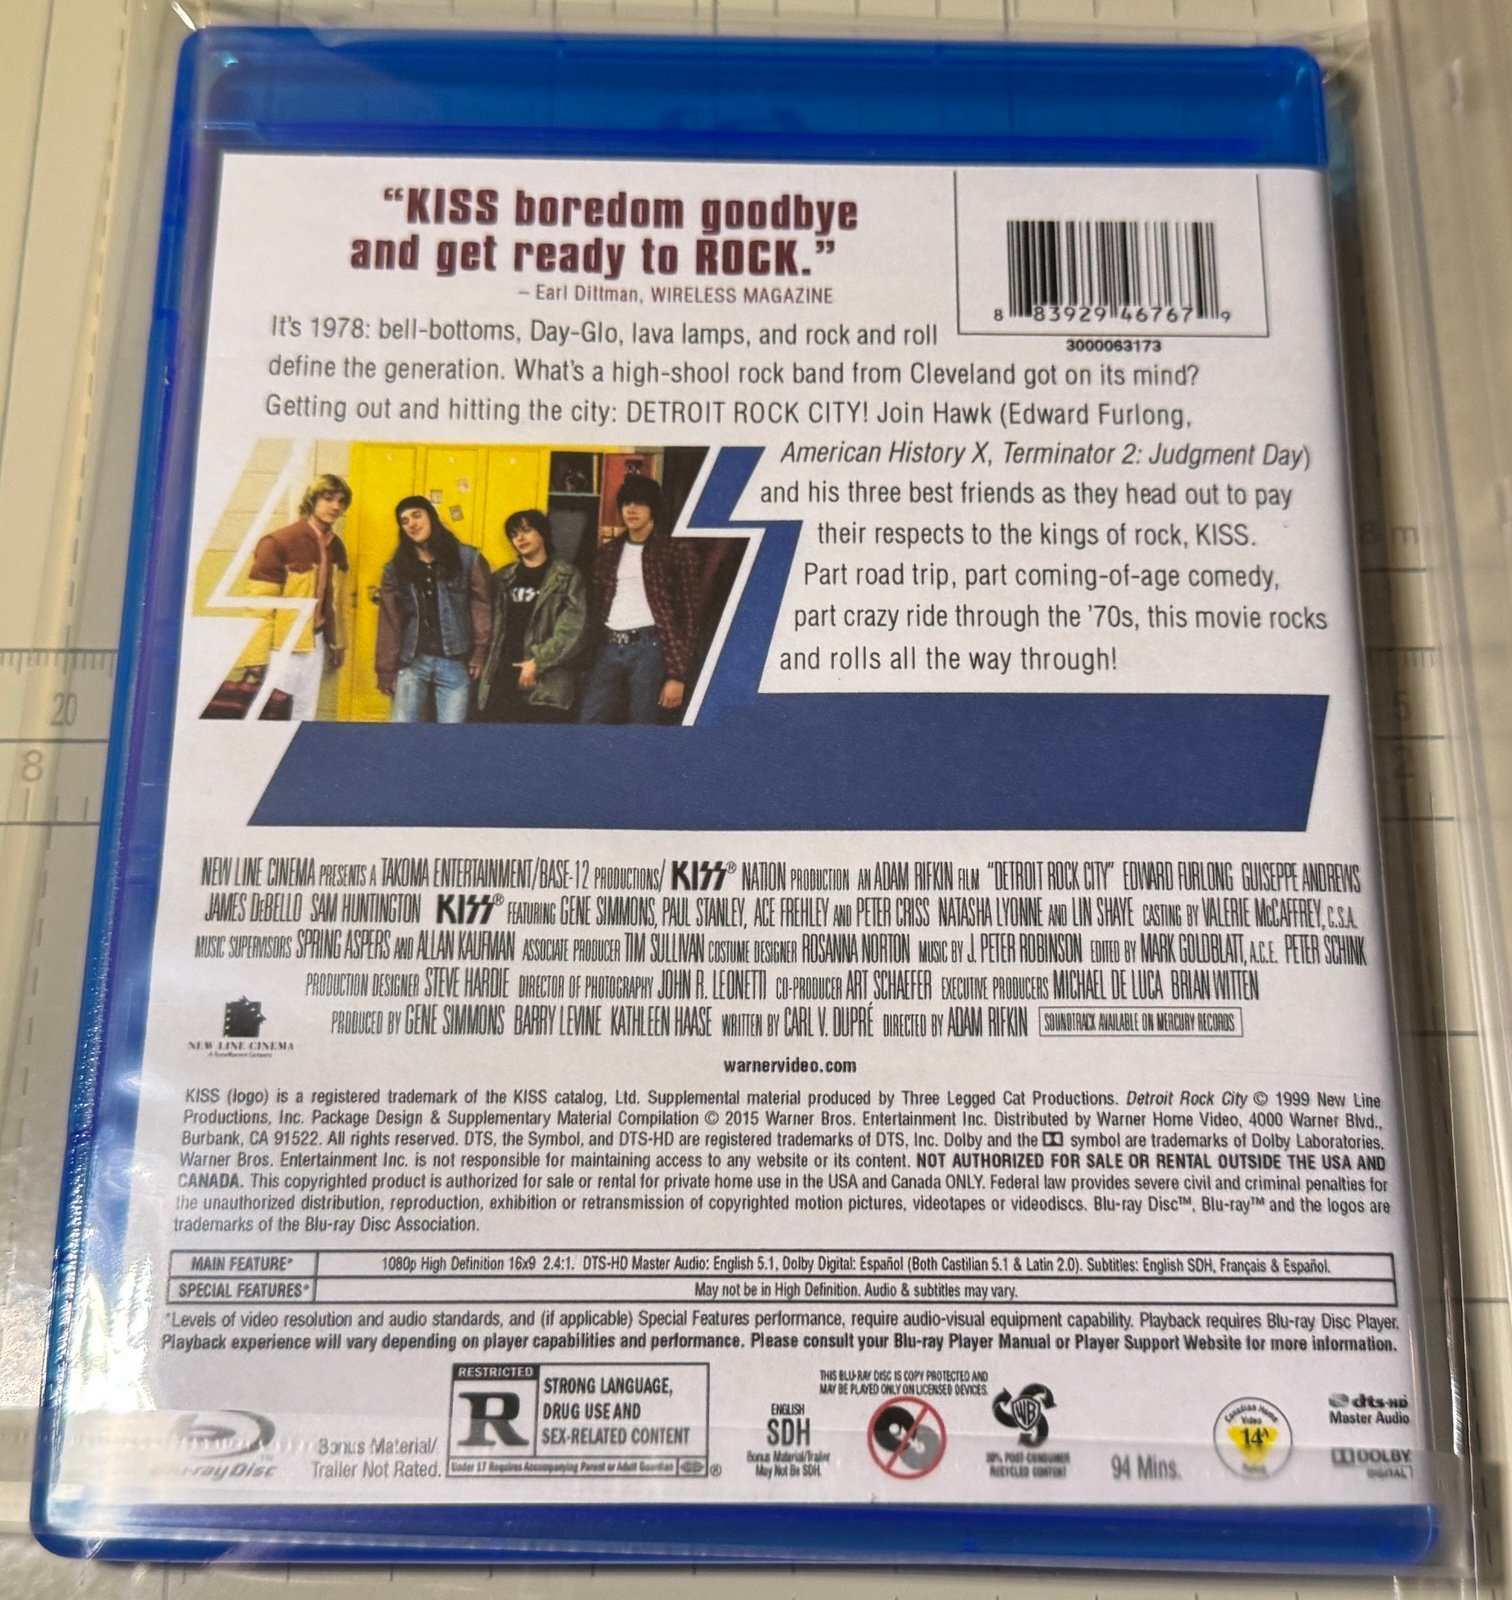 “KISS boredom goodbye
and get ready to ROCK.”
– Earl Dittman, WIRELESS MAGAZINE
8 83929 46767 9
3000063173
It's 1978: bell-bottoms, Day-Glo, lava lamps, and rock and roll
define the generation. What's a high-shool rock band from Cleveland got on its mind?
Getting out and hitting the city: DETROIT ROCK CITY! Join Hawk (Edward Furlong,
American History X, Terminator 2: Judgment Day)
and his three best friends as they head out to pay
their respects to the kings of rock, KISS.
Part road trip, part coming-of-age comedy,
part crazy ride through the '70s, this movie rocks
and rolls all the way through!
NEW LINE CINEMA PRESENTS A TAKOMA ENTERTAINMENT/BASE-12 PRODUCTIONS/ KISS® NATION PRODUCTION AN ADAM RIFKIN FILM “DETROIT ROCK CITY” EDWARD FURLONG GUISEPPE ANDREWS
JAMES DeBELLO SAM HUNTINGTON KISS® FEATURING GENE SIMMONS, PAUL STANLEY, ACE FREHLEY AND PETER CRISS NATASHA LYONNE AND LIN SHAYE CASTING BY VALERIE McCAFFREY, C.S.A.
MUSIC SUPERVISORS SPRING ASPERS AND ALLAN KAUFMAN ASSOCIATE PRODUCER TIM SULLIVAN COSTUME DESIGNER ROSANNA NORTON MUSIC BY J. PETER ROBINSON EDITED BY MARK GOLDBLATT, A.C.E. PETER SCHINK
PRODUCTION DESIGNER STEVE HARDIE DIRECTOR OF PHOTOGRAPHY JOHN R. LEONETTI CO-PRODUCER ART SCHAEFER EXECUTIVE PRODUCERS MICHAEL DE LUCA BRIAN WITTEN
PRODUCED BY GENE SIMMONS BARRY LEVINE KATHLEEN HAASE WRITTEN BY CARL V. DUPRÉ DIRECTED BY ADAM RIFKIN SOUNDTRACK AVAILABLE ON MERCURY RECORDS
NEW LINE CINEMA
warnervideo.com
KISS (logo) is a registered trademark of the KISS catalog, Ltd. Supplemental material produced by Three Legged Cat Productions. Detroit Rock City © 1999 New Line
Productions, Inc. Package Design & Supplementary Material Compilation © 2015 Warner Bros. Entertainment Inc. Distributed by Warner Home Video, 4000 Warner Blvd.,
Burbank, CA 91522. All rights reserved. DTS, the Symbol, and DTS-HD are registered trademarks of DTS, Inc. Dolby and the symbol are trademarks of Dolby Laboratories.
Warner Bros. Entertainment Inc. is not responsible for maintaining access to any website or its content. NOT AUTHORIZED FOR SALE OR RENTAL OUTSIDE THE USA AND
CANADA. This copyrighted product is authorized for sale or rental for private home use in the USA and Canada ONLY. Federal law provides severe civil and criminal penalties for
the unauthorized distribution, reproduction, exhibition or retransmission of copyrighted motion pictures, videotapes or videodiscs. Blu-ray Disc™, Blu-ray™ and the logos are
trademarks of the Blu-ray Disc Association.
MAIN FEATURE* 1080p High Definition 16x9 2.4:1. DTS-HD Master Audio: English 5.1, Dolby Digital: Español (Both Castilian 5.1 & Latin 2.0). Subtitles: English SDH, Français & Español.
SPECIAL FEATURES* May not be in High Definition. Audio & subtitles may vary.
*Levels of video resolution and audio standards, and (if applicable) Special Features performance, require audio-visual equipment capability. Playback requires Blu-ray Disc Player.
Playback experience will vary depending on player capabilities and performance. Please consult your Blu-ray Player Manual or Player Support Website for more information.
Blu-ray Disc
Bonus Material/
Trailer Not Rated.
RESTRICTED
R
STRONG LANGUAGE,
DRUG USE AND
SEX-RELATED CONTENT
Under 17 Requires Accompanying Parent or Adult Guardian ®
THIS BLU-RAY DISC IS COPY PROTECTED AND
MAY BE PLAYED ONLY ON LICENSED DEVICES.
ENGLISH
SDH
Bonus Material/Trailer
May Not Be SDH.
WB
30% POST-CONSUMER
RECYCLED CONTENT
94 Mins.
Canadian Home
Video
14A
Rated
dts-HD
Master Audio
DOLBY
DIGITAL
20
8